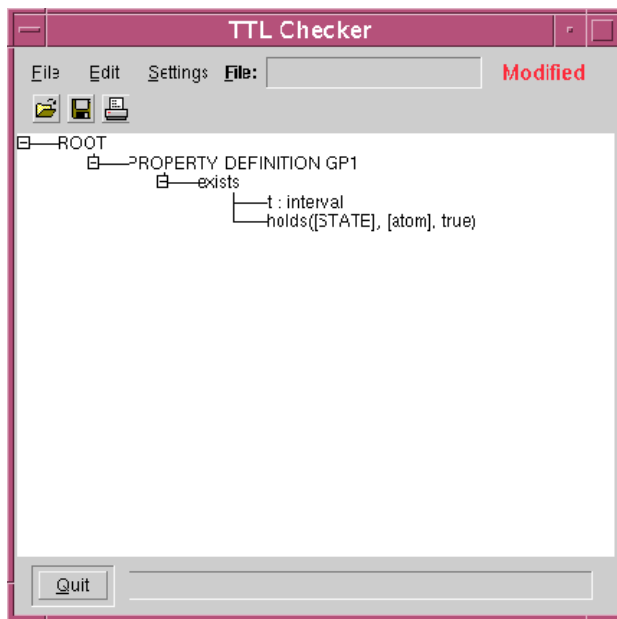 TTL Checker
File Edit Settings File: Modified
ROOT
PROPERTY DEFINITION GP1
exists
t : interval
holds([STATE], [atom], true)
Quit